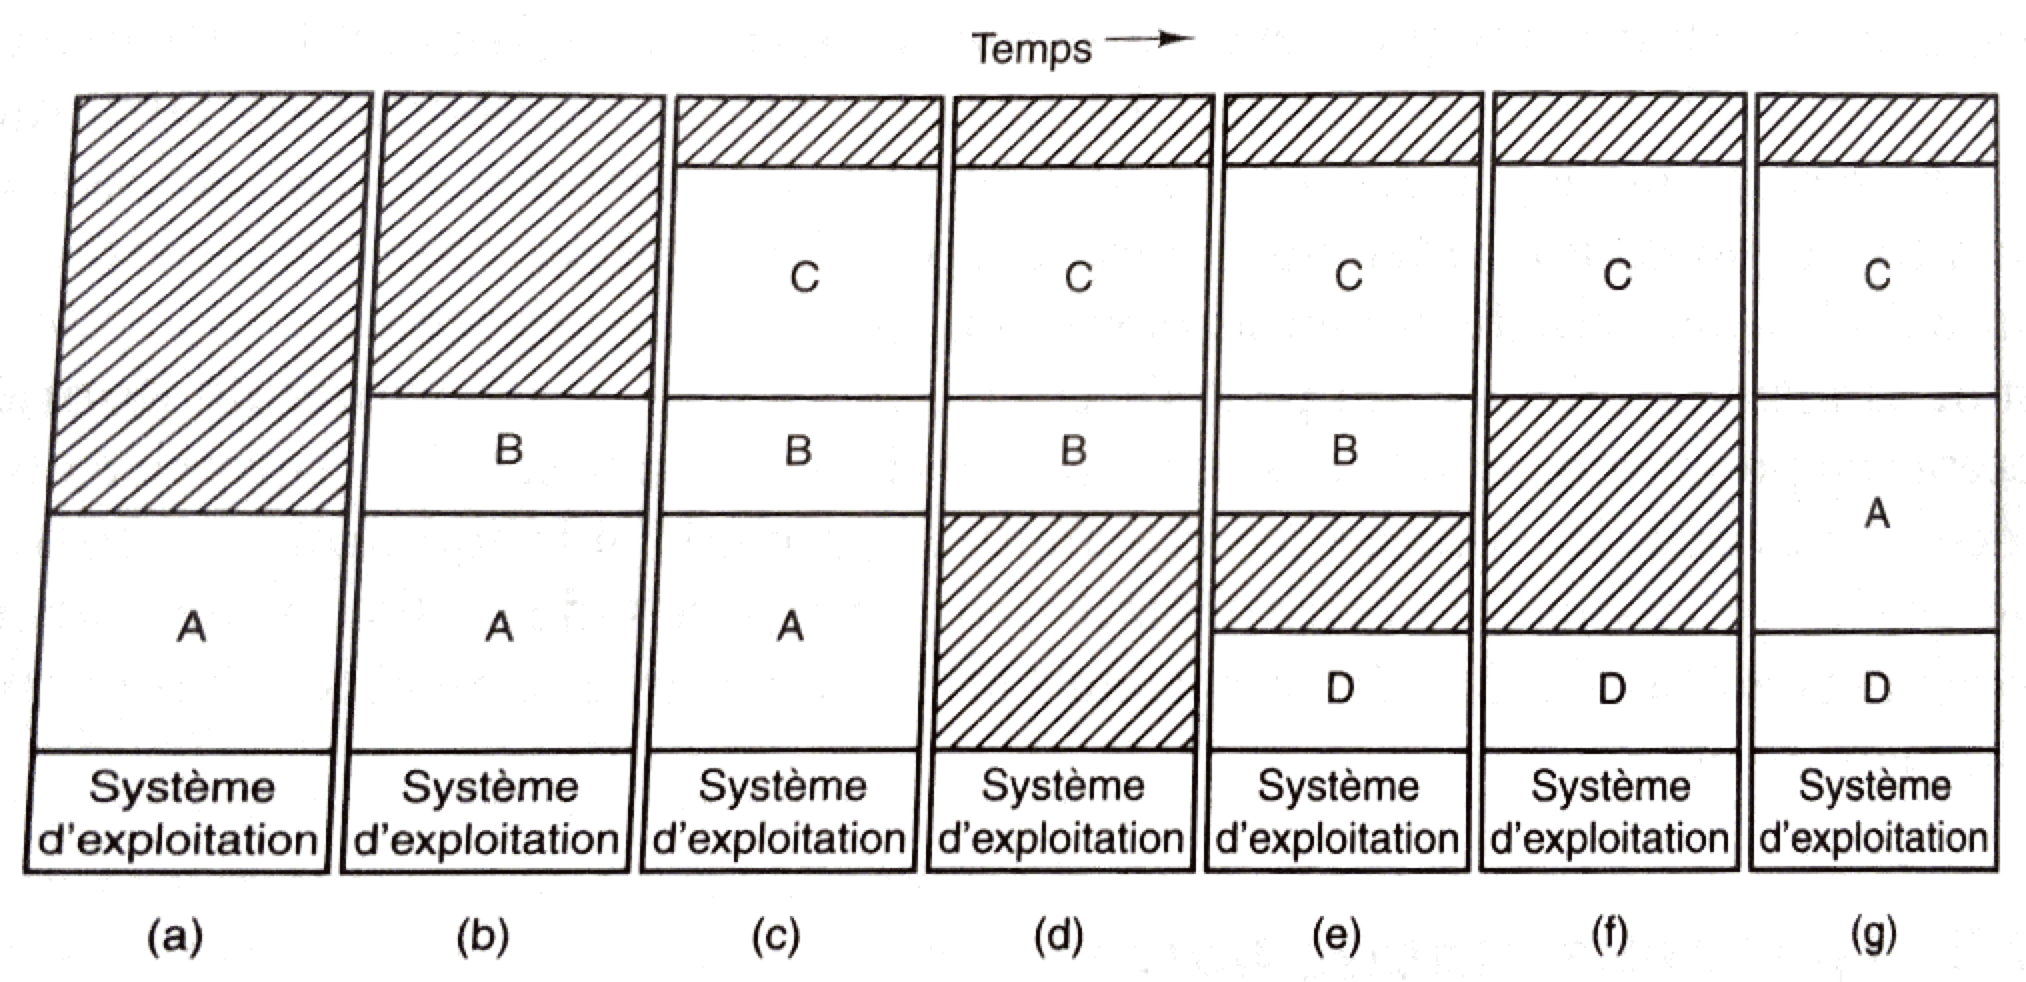 Temps
C
C
C
C
C
B
B
B
B
A
A
A
A
D
D
D
Système
d'exploitation
Système
d'exploitation
Système
d'exploitation
Système
d'exploitation
Système
d'exploitation
Système
d'exploitation
Système
d'exploitation
(a)
(b)
(c)
(d)
(e)
(f)
(g)